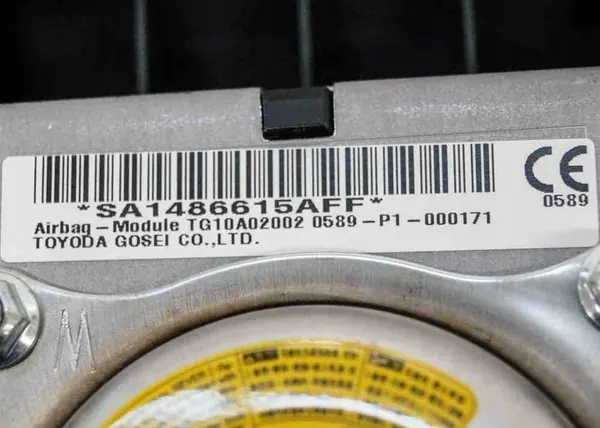 *SA1486615AFF*
Airbag-Module TG10A02002 0589-P1-000171
TOYODA GOSEI CO.,LTD.
CE
0589
M